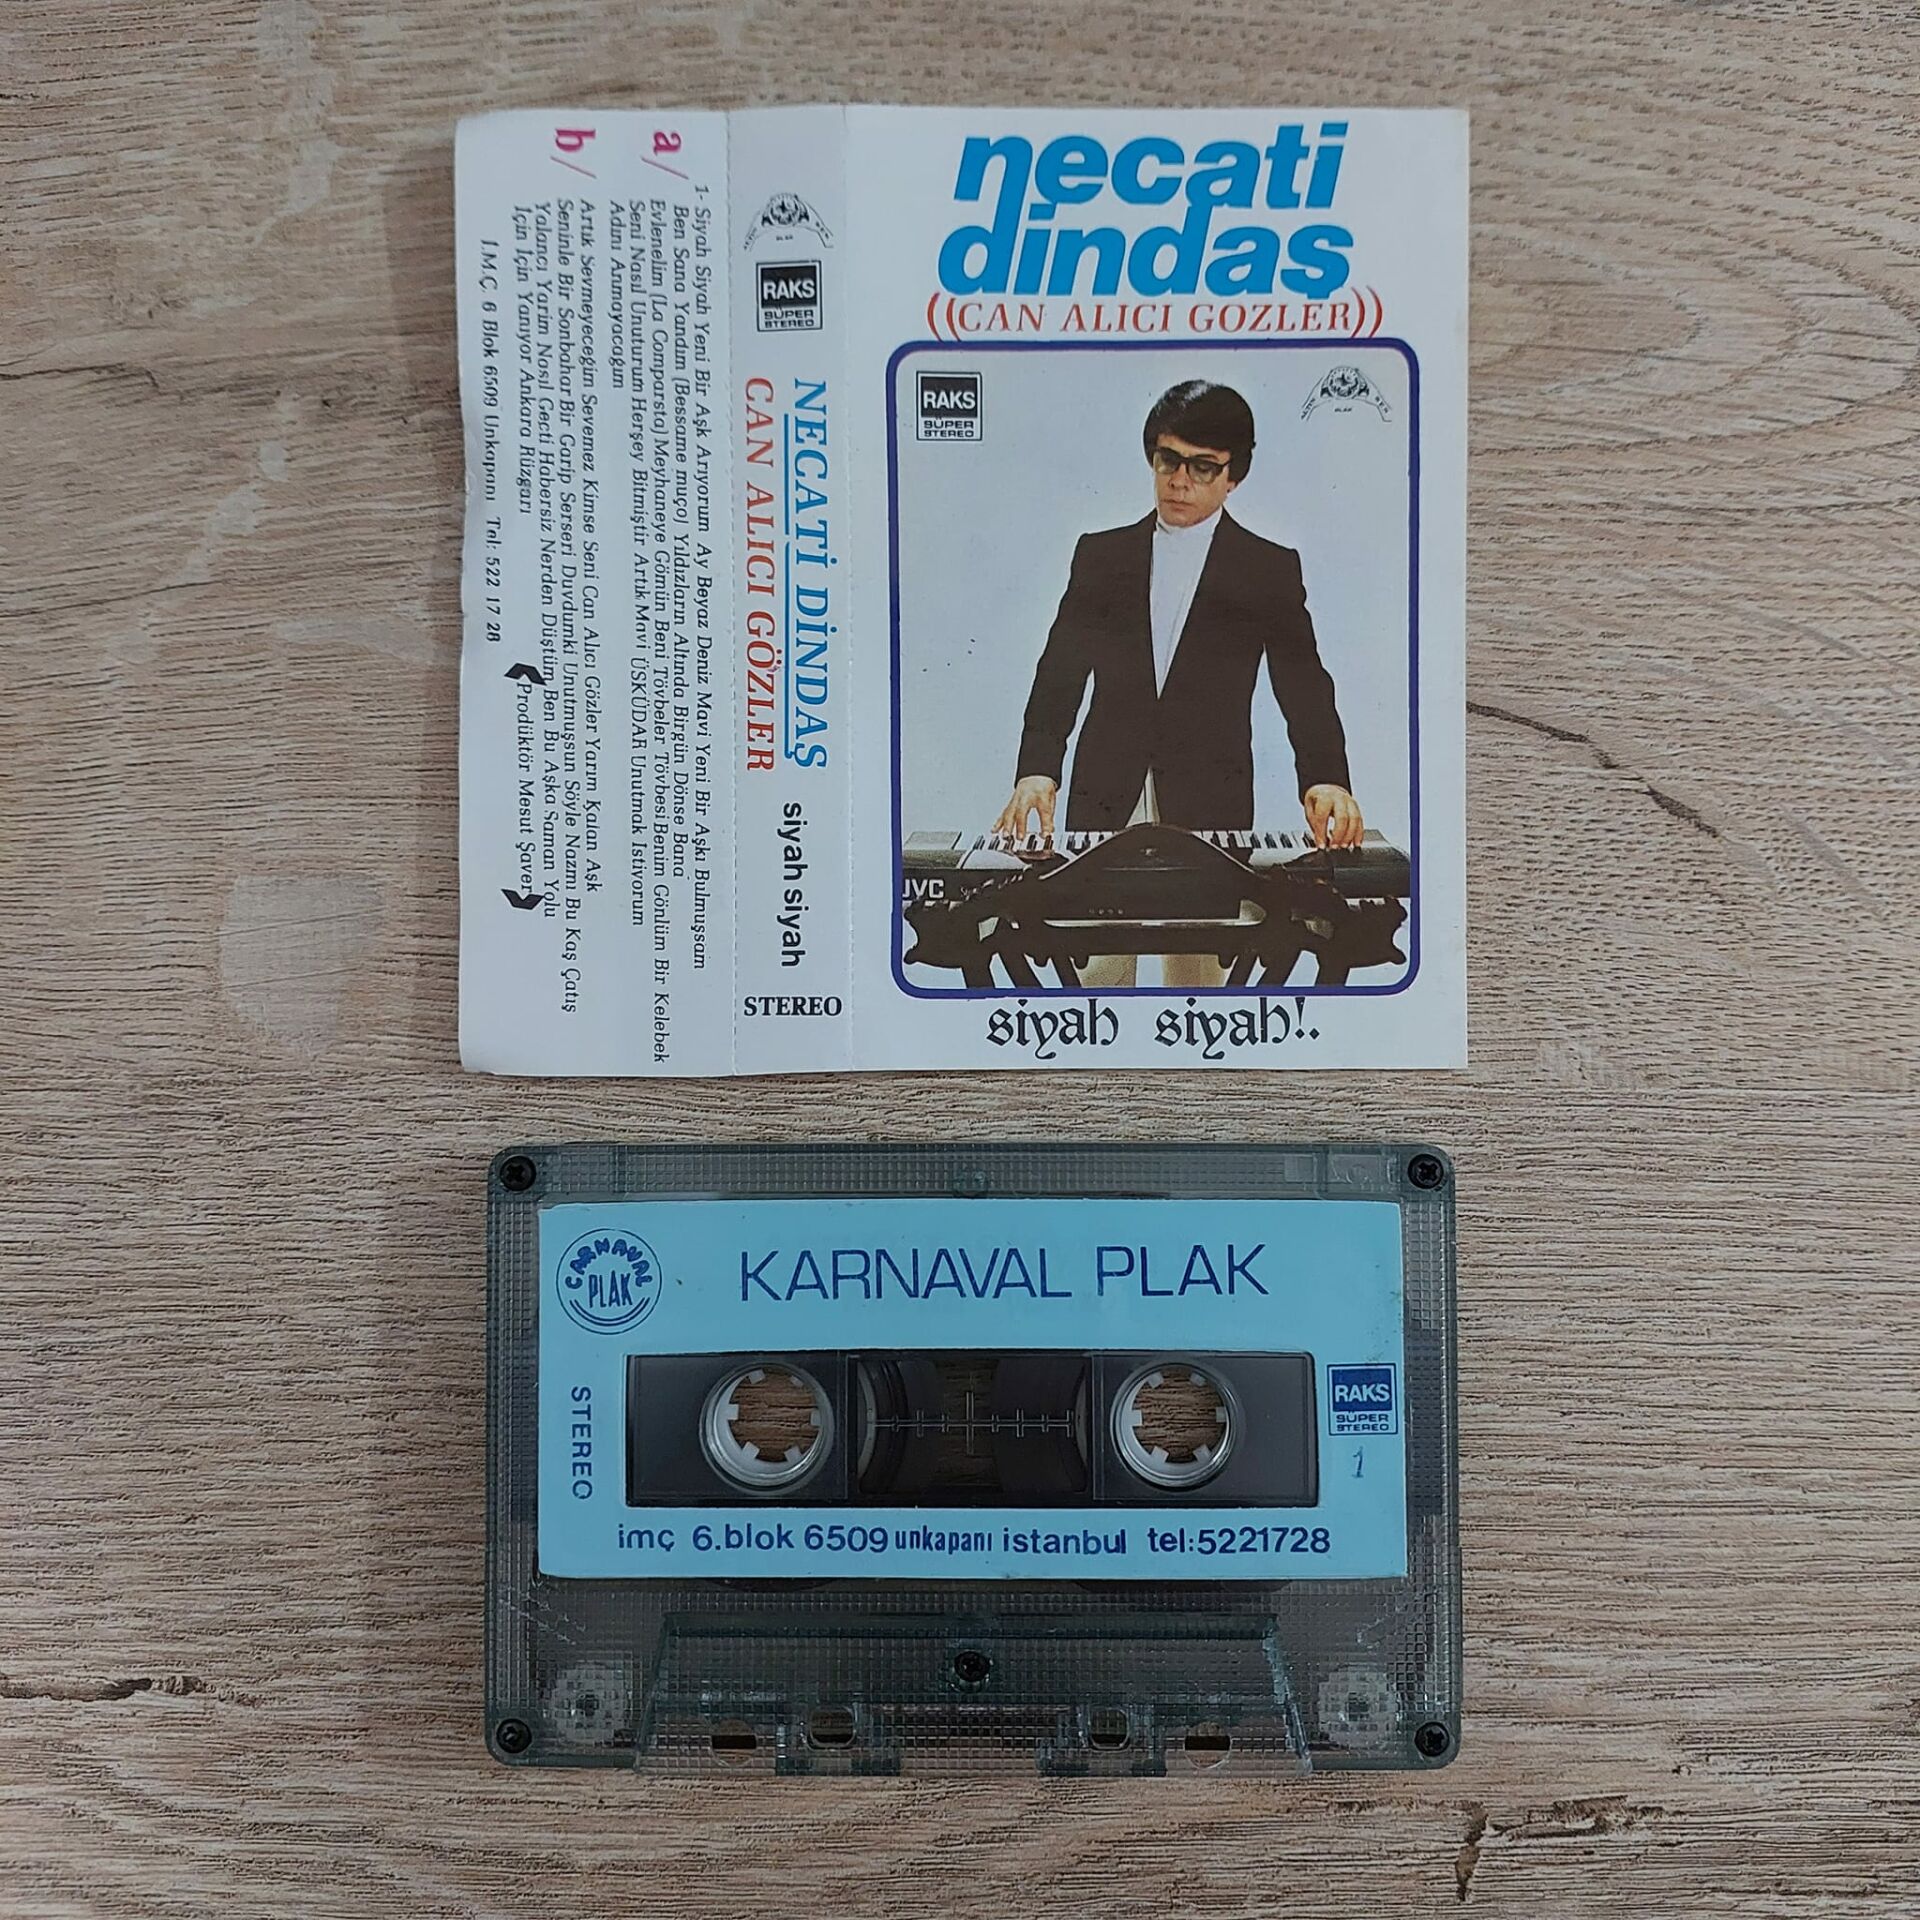 necati
dindaş
((CAN ALICI GOZLER))
RAKS
SÜPER
STEREO
PLAK
JVC
siyah siyah!.
RAKS
SÜPER
STEREO
NECATİ DİNDAŞ
CAN ALICI GÖZLER
siyah siyah
STEREO
a/
1- Siyah Siyah Yeni Bir Aşk Arıyorum Ay Beyaz Deniz Mavi Yeni Bir Aşkı Bulmuşsam
Ben Sana Yandım (Bessame muço) Yıldızların Altında Birgün Dönse Bana
Evlenelim (La Comparsta) Meyhaneye Gömün Beni Tövbeler Tövbesi Benim Gönlüm Bir Kelebek
Seni Nasıl Unuturum Herşey Bitmiştir Artık Mavi ÜSKÜDAR Unutmak İstiyorum
Adını Anmayacağım
b/
Artık Sevmeyeceğim Sevemez Kimse Seni Can Alıcı Gözler Yarım Kalan Aşk
Seninle Bir Sonbahar Bir Garip Serseri Duydumki Unutmuşsun Söyle Nazmı Bu Kaş Çatış
Yalancı Yarim Nasıl Geçti Habersiz Nerden Düştüm Ben Bu Aşka Saman Yolu
İçin İçin Yanıyor Ankara Rüzgarı
Prodüktör Mesut Şaver
İ.M.Ç. 6 Blok 6509 Unkapanı Tel: 522 17 28
CARNAVAL
PLAK
KARNAVAL PLAK
STEREO
RAKS
SÜPER
STEREO
1
imç 6.blok 6509 unkapanı istanbul tel:5221728